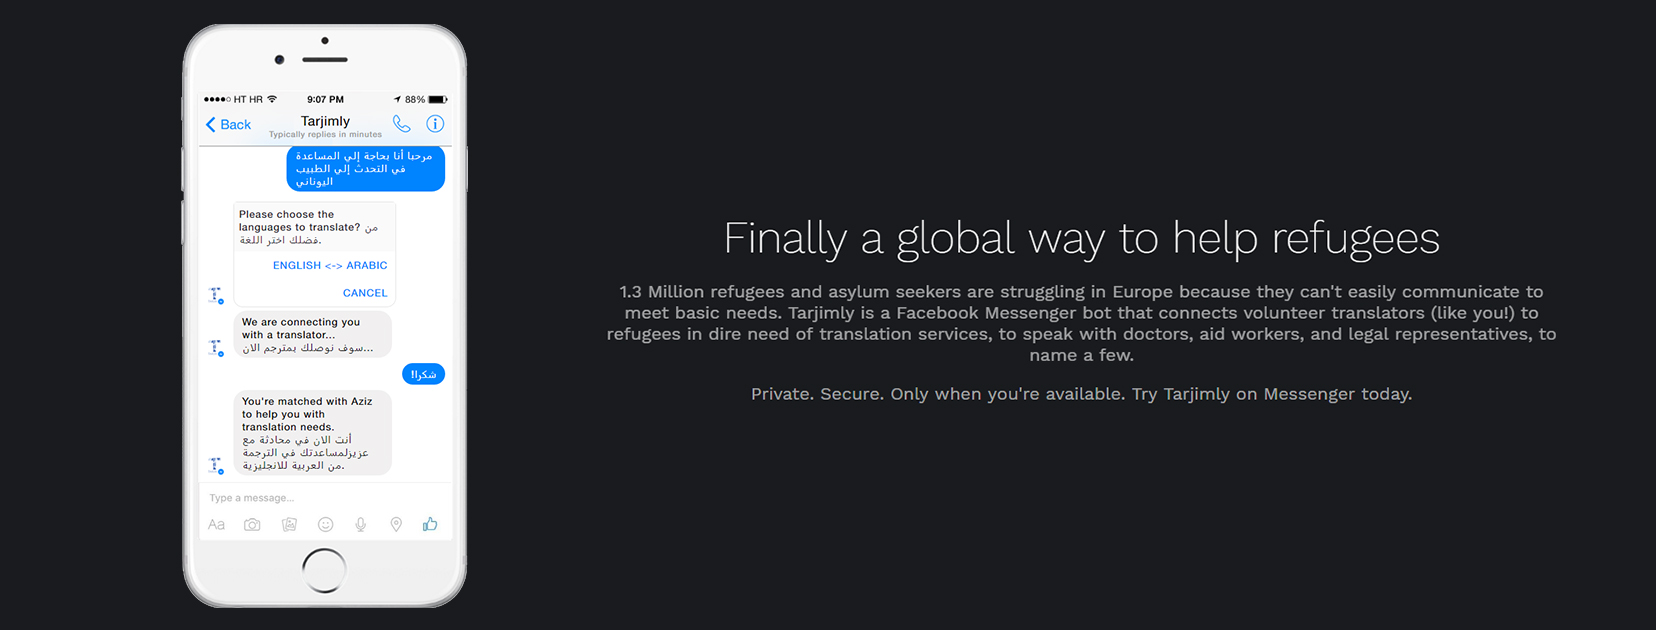 HT HR
9:07 PM
88%
Back
Tarjimly
Typically replies in minutes
مرحبا أنا بحاجة إلي المساعدة
في التحدث إلي الطبيب
اليوناني
Please choose the
languages to translate? من
فضلك اختر اللغة.
ENGLISH <-> ARABIC
CANCEL
We are connecting you
with a translator...
سوف نوصلك بمترجم الان...
شكرا!!
You're matched with Aziz
to help you with
translation needs.
أنت الان في محادثة مع
عزيزلمساعدتك في الترجمة
من العربية للانجليزية.
Type a message...
Aa
Finally a global way to help refugees
1.3 Million refugees and asylum seekers are struggling in Europe because they can't easily communicate to
meet basic needs. Tarjimly is a Facebook Messenger bot that connects volunteer translators (like you!) to
refugees in dire need of translation services, to speak with doctors, aid workers, and legal representatives, to
name a few.
Private. Secure. Only when you're available. Try Tarjimly on Messenger today.